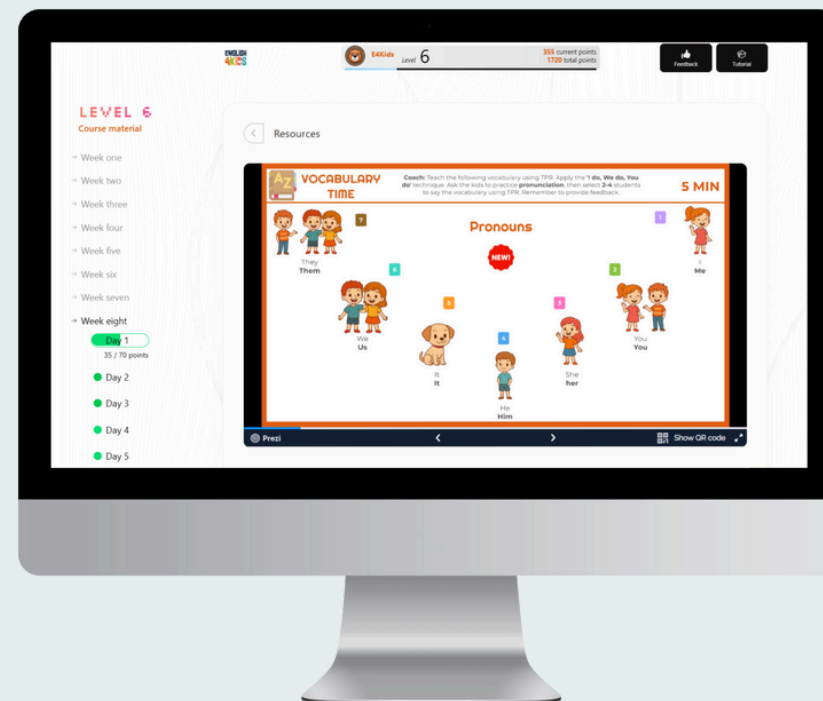 ENGLISH
4KIDS
E4Kids
Level 6
355 current points
1720 total points
Feedback
Tutorial
LEVEL 6
Course material
Week one
Week two
Week three
Week four
Week five
Week six
Week seven
Week eight
Day 1
35 / 70 points
Day 2
Day 3
Day 4
Day 5
Resources
AZ
VOCABULARY
TIME
Coach: Teach the following vocabulary using TPR. Apply the 'I do, We do, You
do' technique. Ask the kids to practice pronunciation, then select 2-4 students
to say the vocabulary using TPR. Remember to provide feedback.
5 MIN
Pronouns
NEW!
1
I
Me
2
You
You
3
She
her
4
He
Him
5
It
It
6
We
Us
7
They
Them
Prezi
Show QR code